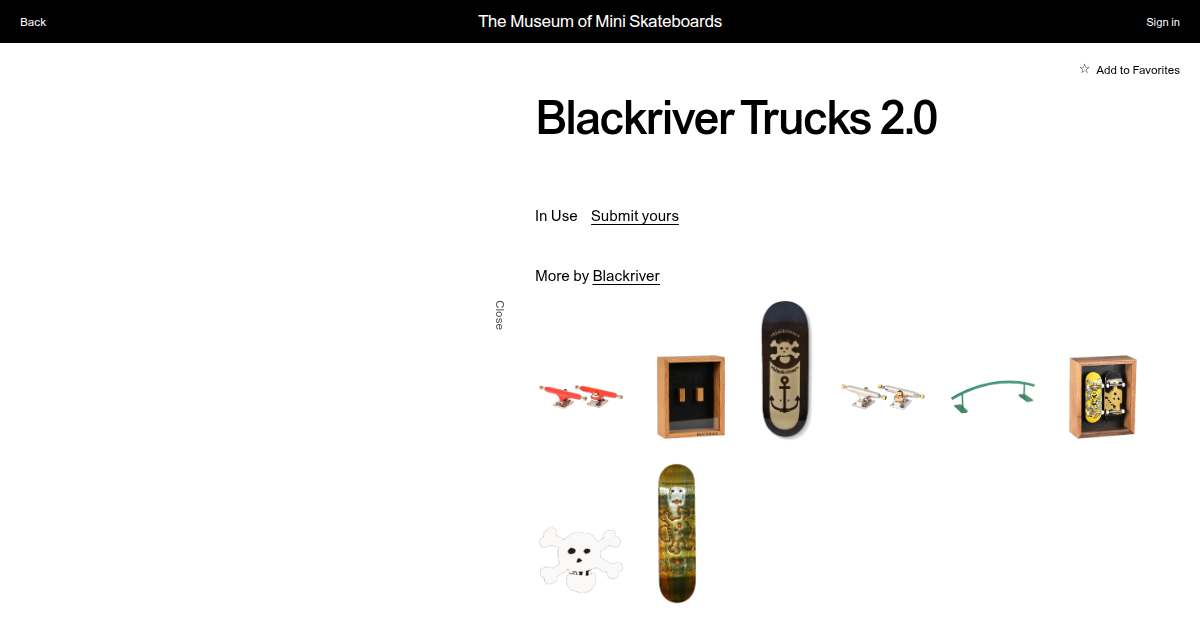 Back
The Museum of Mini Skateboards
Sign in
☆ Add to Favorites
Blackriver Trucks 2.0
In Use Submit yours
More by Blackriver
Close